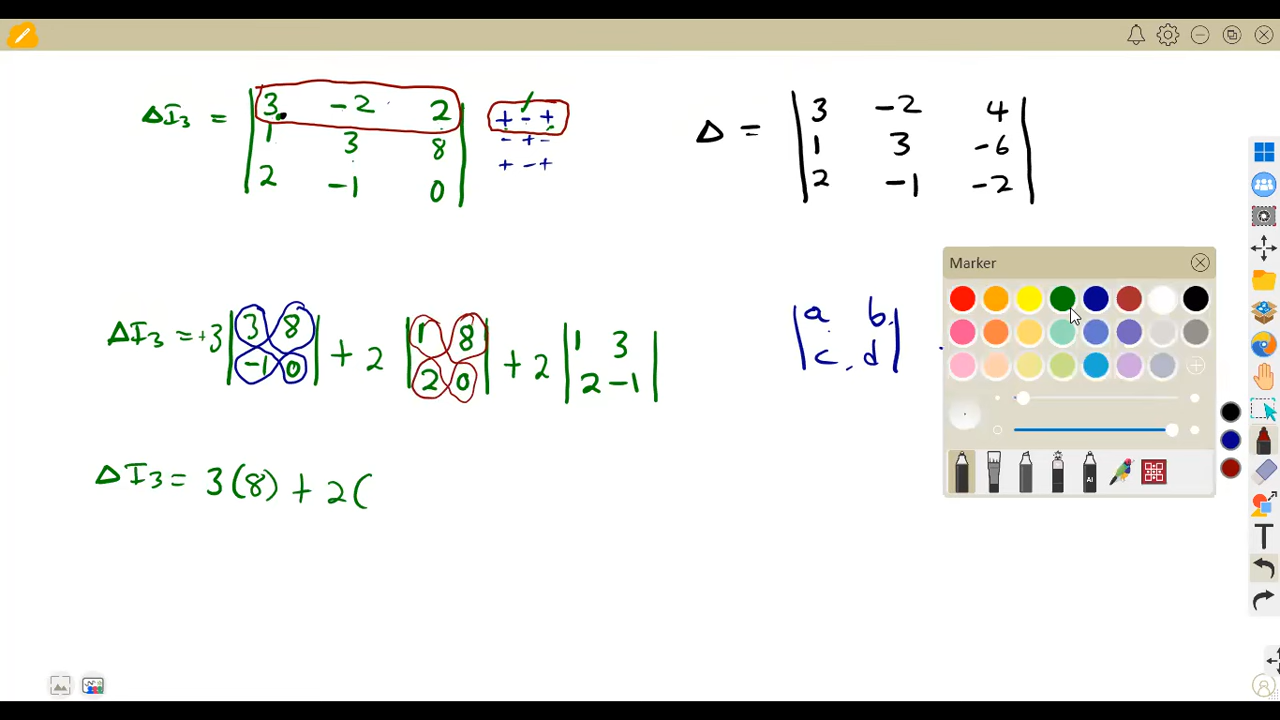 ΔI₃ = | 3 -2 2 | + - +
| 1 3 8 | - + -
| 2 -1 0 | + - +
Δ = | 3 -2 4 |
| 1 3 -6 |
| 2 -1 -2 |
Marker
ΔI₃ = +3 | 3 8 | + 2 | 1 8 | + 2 | 1 3 |
| -1 0 | | 2 0 | | 2 -1 |
| a b |
| c d |
ΔI₃ = 3(8) + 2(
AI
T